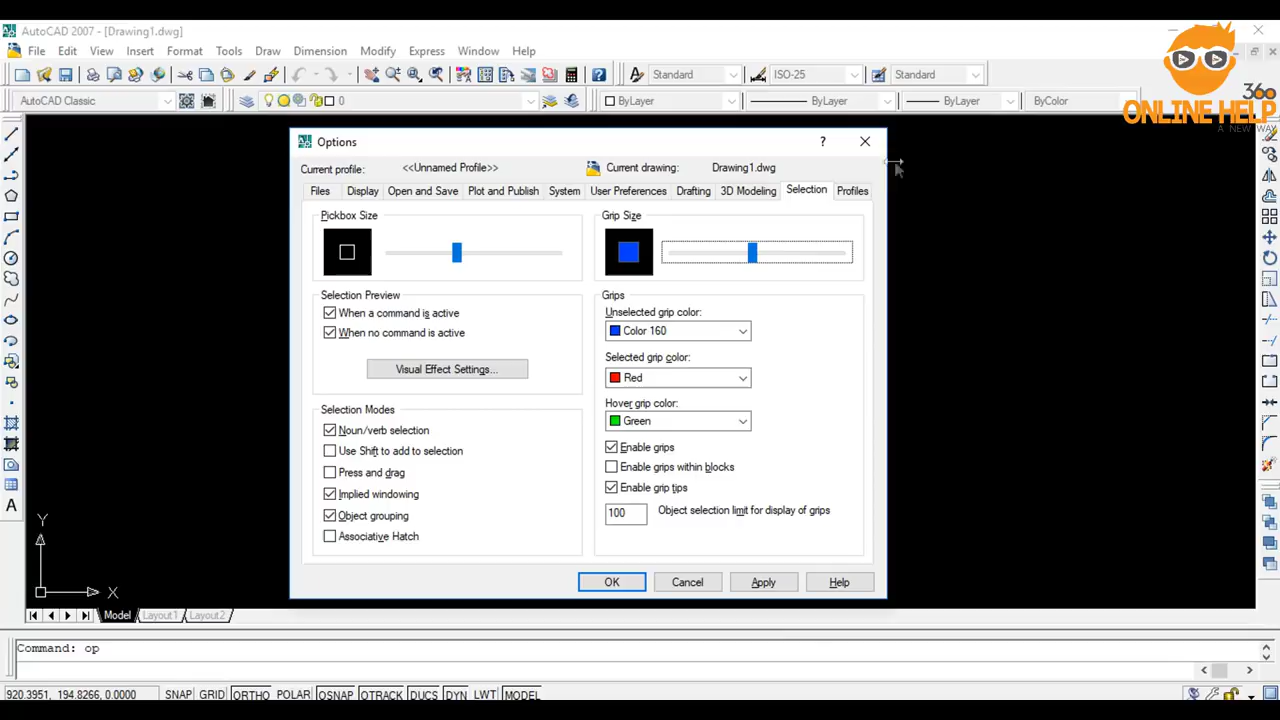 AutoCAD 2007 - [Drawing1.dwg]
File Edit View Insert Format Tools Draw Dimension Modify Express Window Help
Standard ISO-25 Standard
AutoCAD Classic 0 ByLayer ByLayer ByLayer ByColor
360
ONLINE HELP
A NEW WAY
Options
Current profile: <<Unnamed Profile>> Current drawing: Drawing1.dwg
Files Display Open and Save Plot and Publish System User Preferences Drafting 3D Modeling Selection Profiles
Pickbox Size
Grip Size
Selection Preview
When a command is active
When no command is active
Visual Effect Settings...
Selection Modes
Noun/verb selection
Use Shift to add to selection
Press and drag
Implied windowing
Object grouping
Associative Hatch
Grips
Unselected grip color:
Color 160
Selected grip color:
Red
Hover grip color:
Green
Enable grips
Enable grips within blocks
Enable grip tips
100 Object selection limit for display of grips
OK Cancel Apply Help
Y
X
A
Model Layout1 Layout2
Command: op
920.3951, 194.8266, 0.0000 SNAP GRID ORTHO POLAR OSNAP OTRACK DUCS DYN LWT MODEL